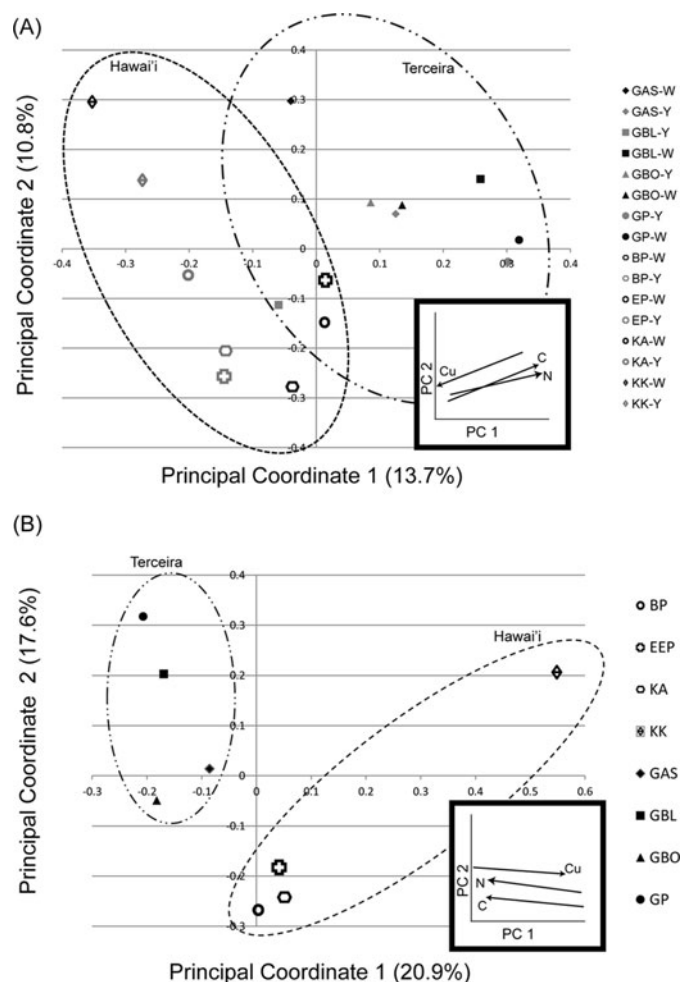 (A)
0.4
Hawai'i
Terceira
0.3
0.2
0.1
0
-0.4
-0.3
-0.2
-0.1
0
0.1
0.2
0.3
0.4
-0.1
-0.2
-0.3
-0.4
Principal Coordinate 2 (10.8%)
Principal Coordinate 1 (13.7%)
PC 2
Cu
C
N
PC 1
GAS-W
GAS-Y
GBL-Y
GBL-W
GBO-Y
GBO-W
GP-Y
GP-W
BP-W
BP-Y
EP-W
EP-Y
KA-W
KA-Y
KK-W
KK-Y
(B)
Terceira
0.4
0.3
Hawai'i
0.2
0.1
0
-0.3
-0.2
-0.1
0
0.1
0.2
0.3
0.4
0.5
0.6
-0.1
-0.2
-0.3
Principal Coordinate 2 (17.6%)
Principal Coordinate 1 (20.9%)
PC 2
Cu
N
C
PC 1
BP
EEP
KA
KK
GAS
GBL
GBO
GP